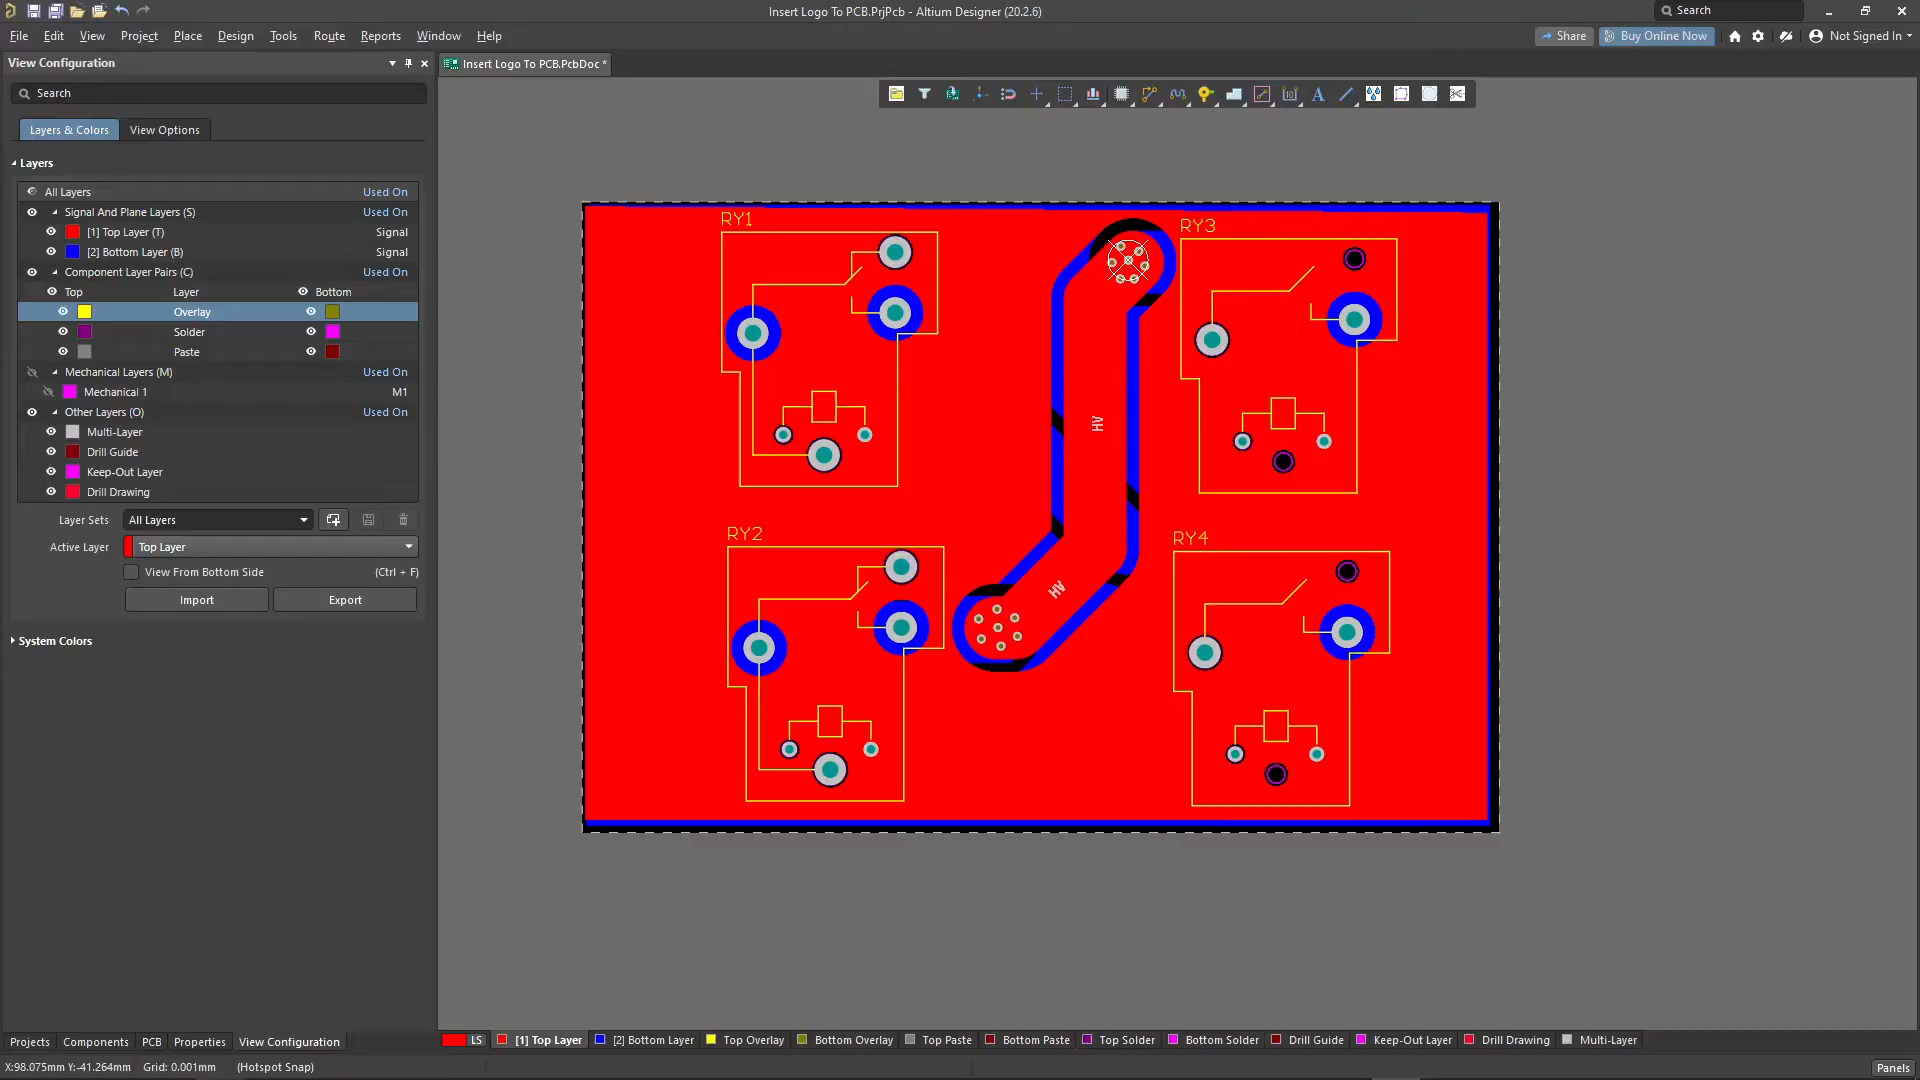 Insert Logo To PCB.PrjPcb - Altium Designer (20.2.6)
Search
File Edit View Project Place Design Tools Route Reports Window Help
Share
Buy Online Now
Not Signed In
View Configuration
Insert Logo To PCB.PcbDoc *
Search
Layers & Colors
View Options
Layers
All Layers Used On
Signal And Plane Layers (S) Used On
[1] Top Layer (T) Signal
[2] Bottom Layer (B) Signal
Component Layer Pairs (C) Used On
Top Layer Bottom
Overlay
Solder
Paste
Mechanical Layers (M) Used On
Mechanical 1 M1
Other Layers (O) Used On
Multi-Layer
Drill Guide
Keep-Out Layer
Drill Drawing
Layer Sets All Layers
Active Layer Top Layer
View From Bottom Side (Ctrl + F)
Import
Export
System Colors
RY1
RY3
HV
RY2
RY4
HV
Projects Components PCB Properties View Configuration
LS [1] Top Layer [2] Bottom Layer Top Overlay Bottom Overlay Top Paste Bottom Paste Top Solder Bottom Solder Drill Guide Keep-Out Layer Drill Drawing Multi-Layer
X:98.075mm Y:-41.264mm Grid: 0.001mm (Hotspot Snap)
Panels